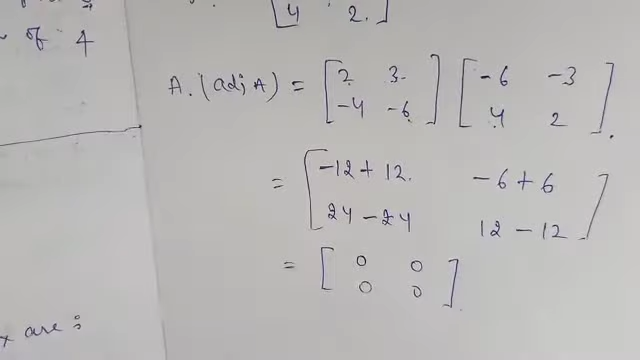 4 2.
of 4
A. (adj A) = [2 3. -4 -6] [-6 -3 4 2].
= [-12 + 12. -6 + 6
24 - 24 12 - 12]
= [0 0
0 0].
are :